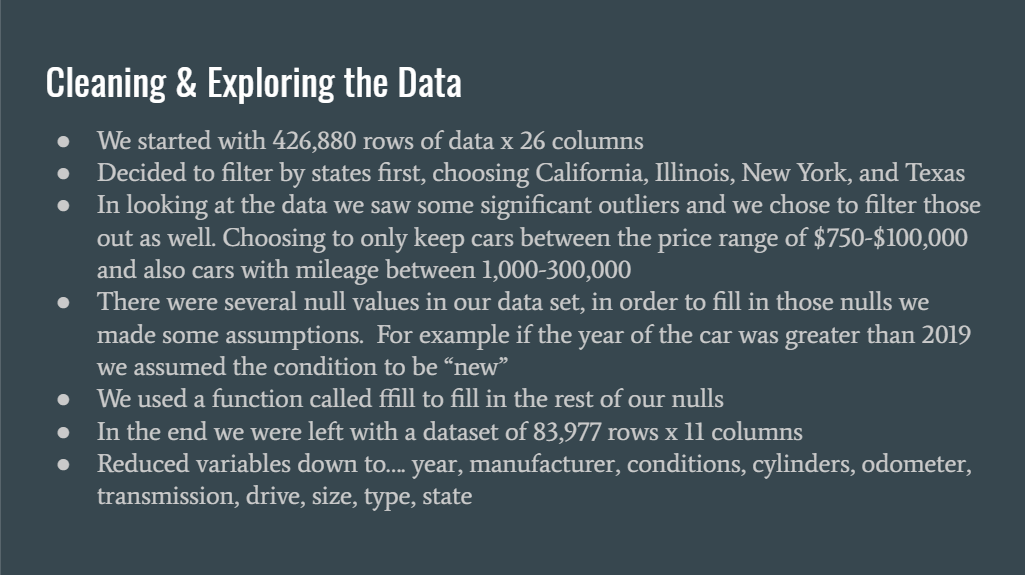 Cleaning & Exploring the Data
● We started with 426,880 rows of data x 26 columns
● Decided to filter by states first, choosing California, Illinois, New York, and Texas
● In looking at the data we saw some significant outliers and we chose to filter those
out as well. Choosing to only keep cars between the price range of $750-$100,000
and also cars with mileage between 1,000-300,000
● There were several null values in our data set, in order to fill in those nulls we
made some assumptions.  For example if the year of the car was greater than 2019
we assumed the condition to be “new”
● We used a function called ffill to fill in the rest of our nulls
● In the end we were left with a dataset of 83,977 rows x 11 columns
● Reduced variables down to.... year, manufacturer, conditions, cylinders, odometer,
transmission, drive, size, type, state